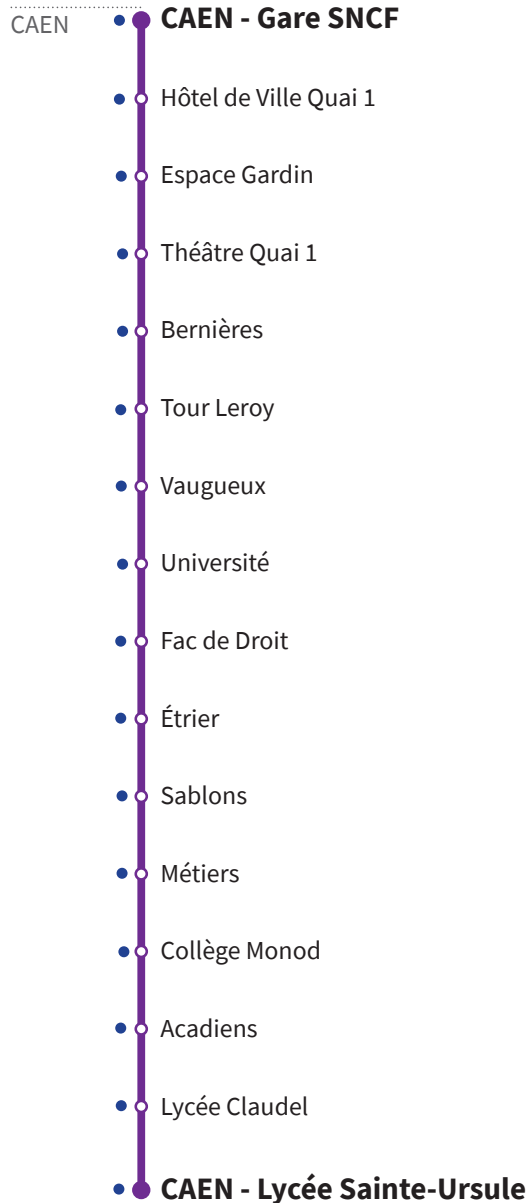 CAEN
CAEN - Gare SNCF
Hôtel de Ville Quai 1
Espace Gardin
Théâtre Quai 1
Bernières
Tour Leroy
Vaugueux
Université
Fac de Droit
Étrier
Sablons
Métiers
Collège Monod
Acadiens
Lycée Claudel
CAEN - Lycée Sainte-Ursule